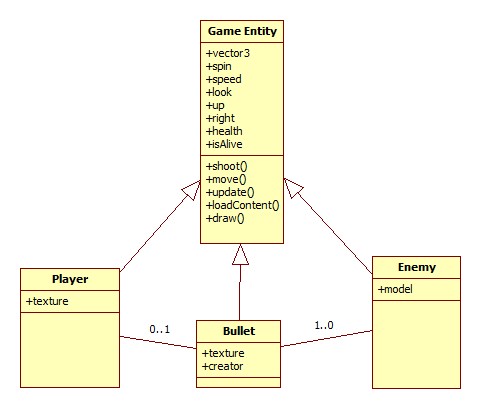 Game Entity
+vector3
+spin
+speed
+look
+up
+right
+health
+isAlive
+shoot()
+move()
+update()
+loadContent()
+draw()
Player
+texture
Enemy
+model
0..1
1..0
Bullet
+texture
+creator